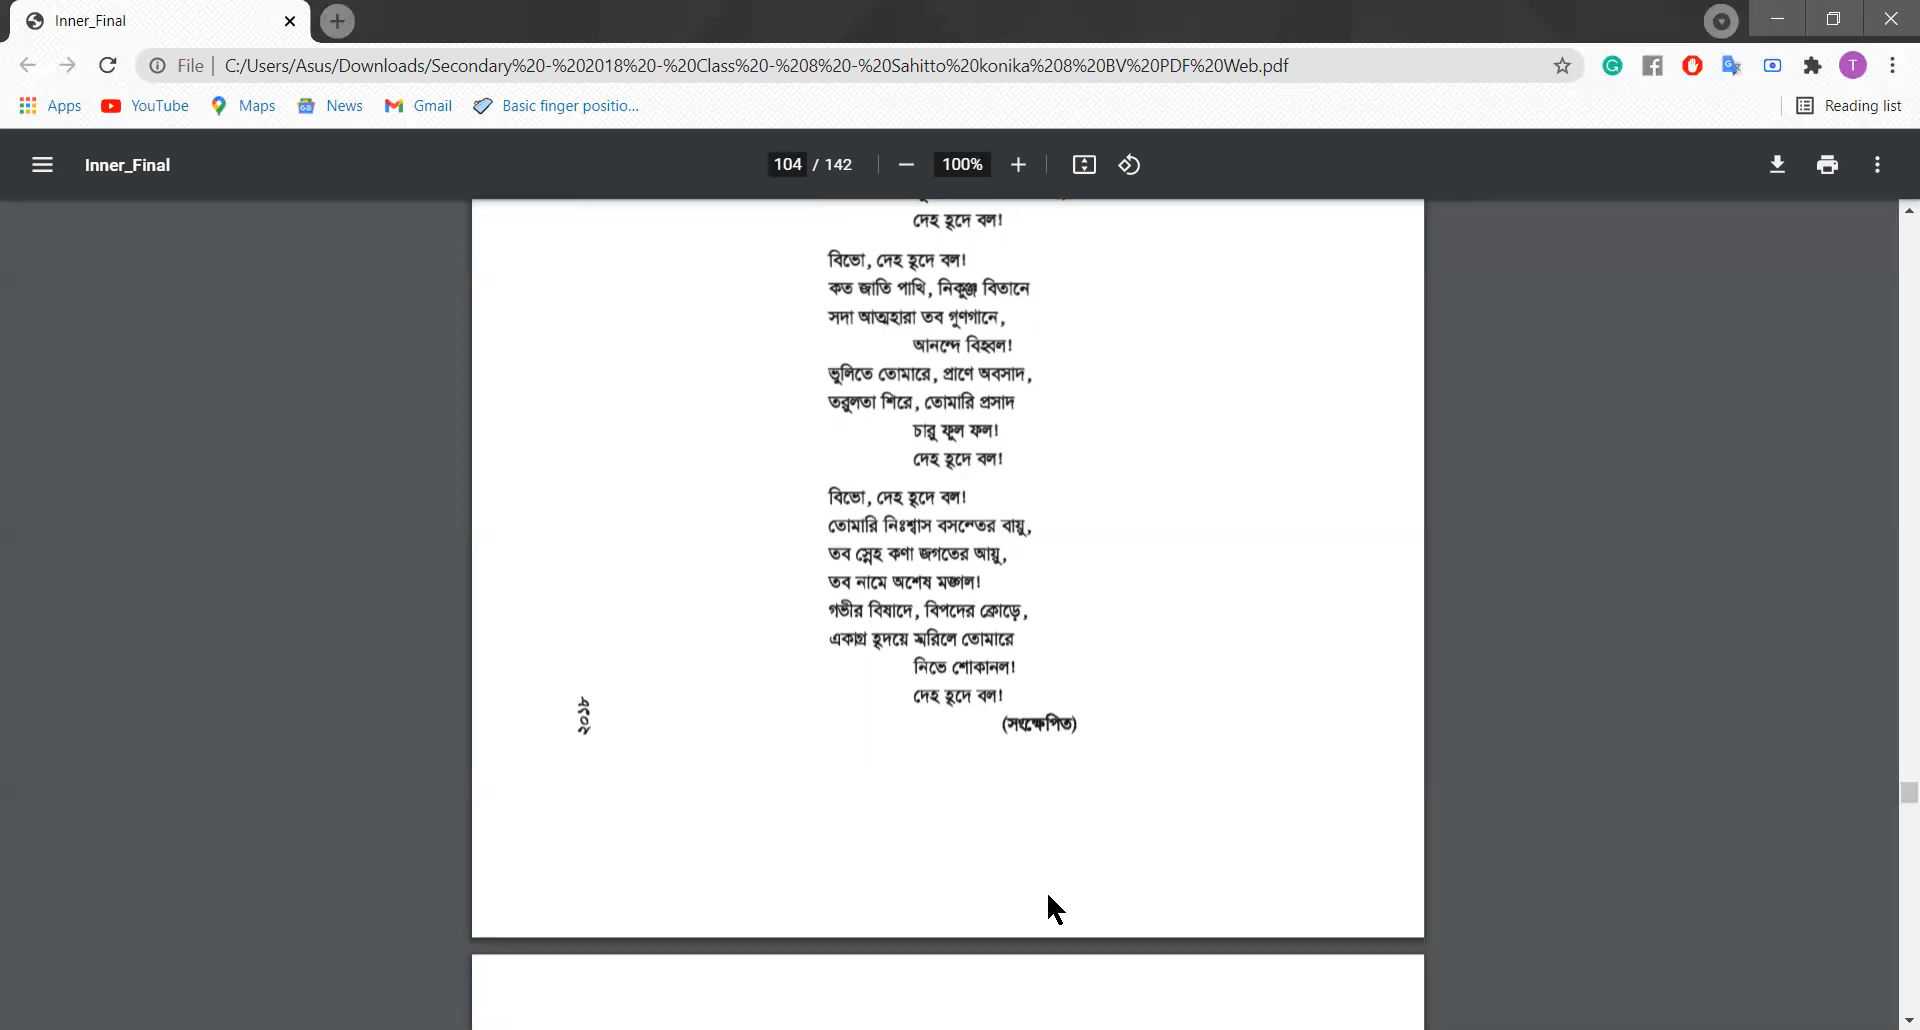 Inner_Final
File | C:/Users/Asus/Downloads/Secondary%20-%202018%20-%20Class%20-%208%20-%20Sahitto%20konika%208%20BV%20PDF%20Web.pdf
T
Apps YouTube Maps News Gmail Basic finger positio... Reading list
Inner_Final 104 / 142 100%
দেহ হৃদে বল!
বিভো, দেহ হৃদে বল!
কত জাতি পাখি, নিকুঞ্জ বিতানে
সদা আত্মহারা তব গুণগানে,
আনন্দে বিহ্বল!
ভুলিতে তোমারে, প্রাণে অবসাদ,
তরুলতা শিরে, তোমারি প্রসাদ
চারু ফুল ফল!
দেহ হৃদে বল!
বিভো, দেহ হৃদে বল!
তোমারি নিঃশ্বাস বসন্তের বায়ু,
তব স্নেহ কণা জগতের আয়ু,
তব নামে অশেষ মঙ্গল!
গভীর বিষাদে, বিপদের ক্রোড়ে,
একাগ্র হৃদয়ে স্মরিলে তোমারে
নিভে শোকানল!
দেহ হৃদে বল!
(সংক্ষেপিত)
২০১৮